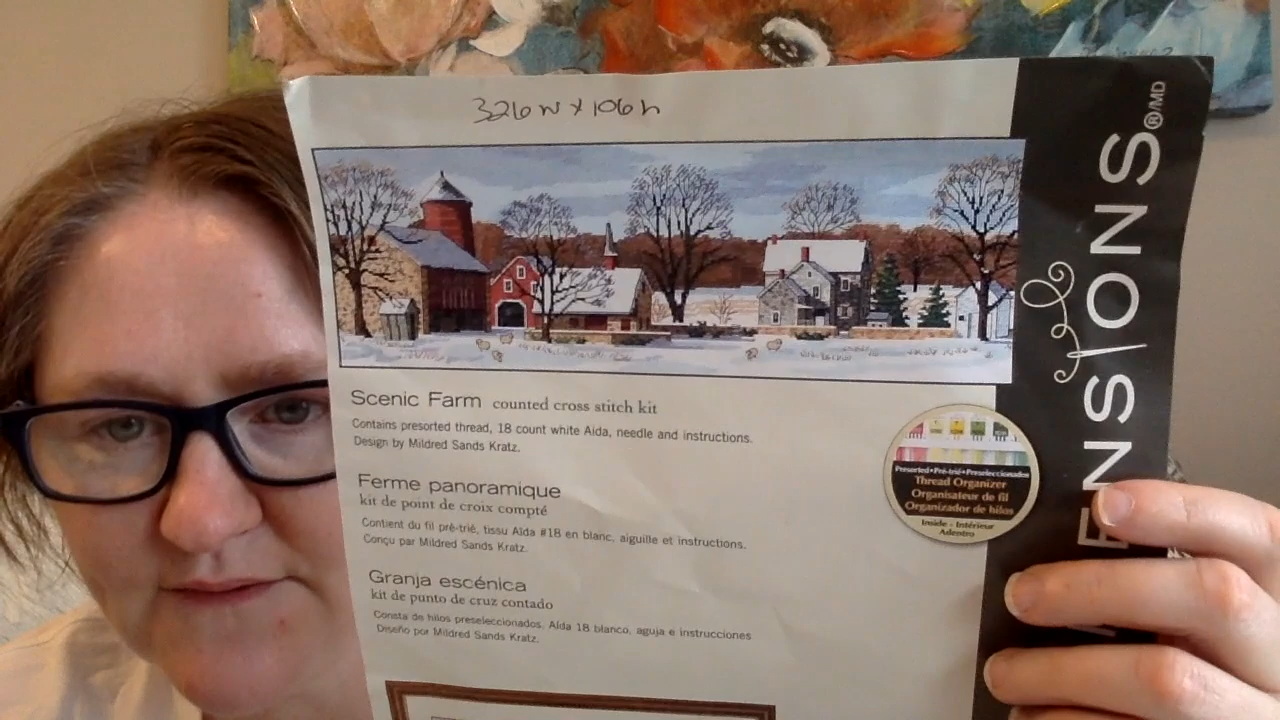 326 w x 106 h
Scenic Farm counted cross stitch kit
Contains presorted thread, 18 count white Aida, needle and instructions.
Design by Mildred Sands Kratz.
Ferme panoramique
kit de point de croix compté
Contient du fil pré-trié, tissu Aïda #18 en blanc, aiguille et instructions.
Conçu par Mildred Sands Kratz.
Granja escénica
kit de punto de cruz contado
Consta de hilos preseleccionados, Aida 18 blanco, aguja e instrucciones
Diseño por Mildred Sands Kratz.
Presorted • Pré-trié • Preseleccionados
Thread Organizer
Organisateur de fil
Organizador de hilos
Inside - Intérieur
Adentro
ENSIONS®/MD